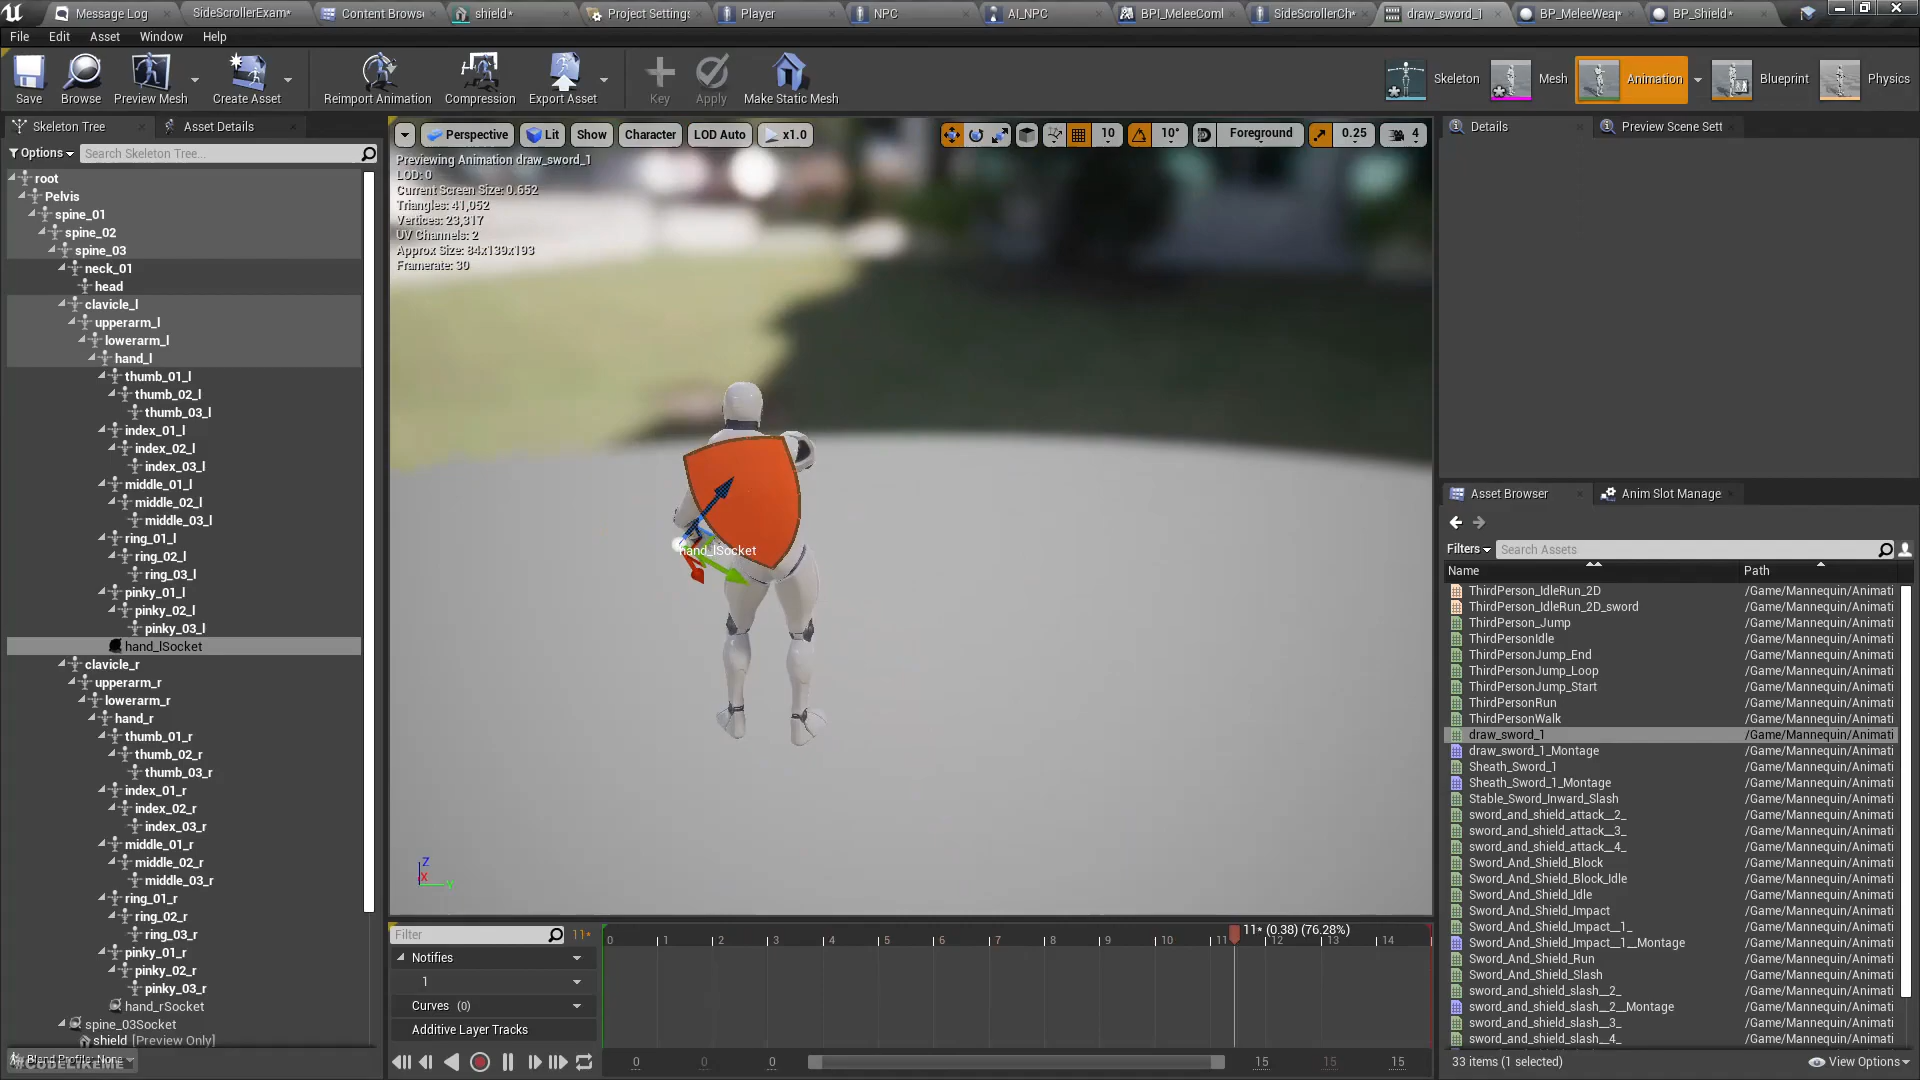 Message Log
SideScrollerExam*
Content Browse
shield*
Project Settings
Player
NPC
AI_NPC
BPI_MeleeComl
SideScrollerCh*
draw_sword_1
BP_MeleeWeap*
BP_Shield*
File Edit Asset Window Help
Save
Browse
Preview Mesh
Create Asset
Reimport Animation
Compression
Export Asset
Key
Apply
Make Static Mesh
Skeleton
Mesh
Animation
Blueprint
Physics
Skeleton Tree
Asset Details
Options
Search Skeleton Tree...
root
Pelvis
spine_01
spine_02
spine_03
neck_01
head
clavicle_l
upperarm_l
lowerarm_l
hand_l
thumb_01_l
thumb_02_l
thumb_03_l
index_01_l
index_02_l
index_03_l
middle_01_l
middle_02_l
middle_03_l
ring_01_l
ring_02_l
ring_03_l
pinky_01_l
pinky_02_l
pinky_03_l
hand_lSocket
clavicle_r
upperarm_r
lowerarm_r
hand_r
thumb_01_r
thumb_02_r
thumb_03_r
index_01_r
index_02_r
index_03_r
middle_01_r
middle_02_r
middle_03_r
ring_01_r
ring_02_r
ring_03_r
pinky_01_r
pinky_02_r
pinky_03_r
hand_rSocket
spine_03Socket
shield [Preview Only]
Blend Profile: None
#CODELIKEME
Perspective
Lit
Show
Character
LOD Auto
x1.0
10
10°
Foreground
0.25
4
Previewing Animation draw_sword_1
LOD: 0
Current Screen Size: 0.652
Triangles: 41,052
Vertices: 23,317
UV Channels: 2
Approx Size: 84x139x193
Framerate: 30
hand_lSocket
Z
X
Y
Filter
11*
0 1 2 3 4 5 6 7 8 9 10 11 12 13 14
11* (0.38) (76.28%)
Notifies
1
Curves (0)
Additive Layer Tracks
0 0 0 15 15 15
Details
Preview Scene Sett
Asset Browser
Anim Slot Manage
Filters
Search Assets
Name Path
ThirdPerson_IdleRun_2D /Game/Mannequin/Animati
ThirdPerson_IdleRun_2D_sword /Game/Mannequin/Animati
ThirdPerson_Jump /Game/Mannequin/Animati
ThirdPersonIdle /Game/Mannequin/Animati
ThirdPersonJump_End /Game/Mannequin/Animati
ThirdPersonJump_Loop /Game/Mannequin/Animati
ThirdPersonJump_Start /Game/Mannequin/Animati
ThirdPersonRun /Game/Mannequin/Animati
ThirdPersonWalk /Game/Mannequin/Animati
draw_sword_1 /Game/Mannequin/Animati
draw_sword_1_Montage /Game/Mannequin/Animati
Sheath_Sword_1 /Game/Mannequin/Animati
Sheath_Sword_1_Montage /Game/Mannequin/Animati
Stable_Sword_Inward_Slash /Game/Mannequin/Animati
sword_and_shield_attack__2_ /Game/Mannequin/Animati
sword_and_shield_attack__3_ /Game/Mannequin/Animati
sword_and_shield_attack__4_ /Game/Mannequin/Animati
Sword_And_Shield_Block /Game/Mannequin/Animati
Sword_And_Shield_Block_Idle /Game/Mannequin/Animati
Sword_And_Shield_Idle /Game/Mannequin/Animati
Sword_And_Shield_Impact /Game/Mannequin/Animati
Sword_And_Shield_Impact__1_ /Game/Mannequin/Animati
Sword_And_Shield_Impact__1__Montage /Game/Mannequin/Animati
Sword_And_Shield_Run /Game/Mannequin/Animati
Sword_And_Shield_Slash /Game/Mannequin/Animati
sword_and_shield_slash__2_ /Game/Mannequin/Animati
sword_and_shield_slash__2__Montage /Game/Mannequin/Animati
sword_and_shield_slash__3_ /Game/Mannequin/Animati
sword_and_shield_slash__4_ /Game/Mannequin/Animati
33 items (1 selected)
View Options